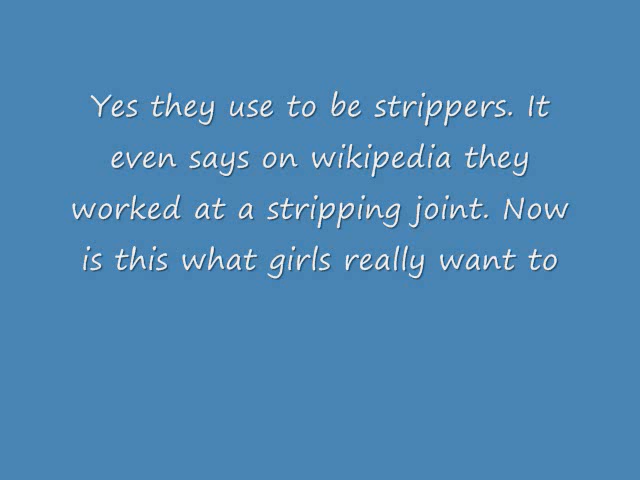 Yes they use to be strippers. It
even says on wikipedia they
worked at a stripping joint. Now
is this what girls really want to